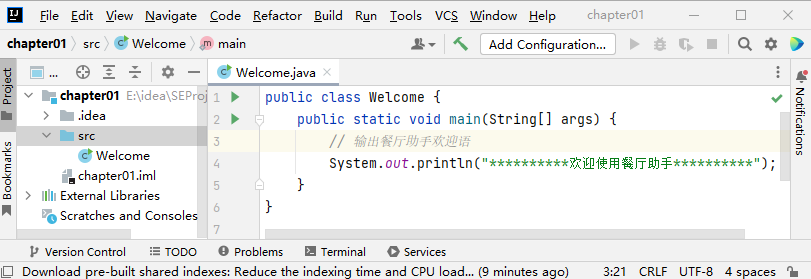 File Edit View Navigate Code Refactor Build Run Tools VCS Window Help chapter01
chapter01 src Welcome main Add Configuration...
Project
...
Welcome.java
chapter01 E:\idea\SEProj
.idea
src
Welcome
chapter01.iml
External Libraries
Scratches and Consoles
Bookmarks
1 public class Welcome {
2 public static void main(String[] args) {
3 // 输出餐厅助手欢迎语
4 System.out.println("**********欢迎使用餐厅助手**********");
5 }
6 }
7
Notifications
Version Control TODO Problems Terminal Services
Download pre-built shared indexes: Reduce the indexing time and CPU load... (9 minutes ago) 3:21 CRLF UTF-8 4 spaces